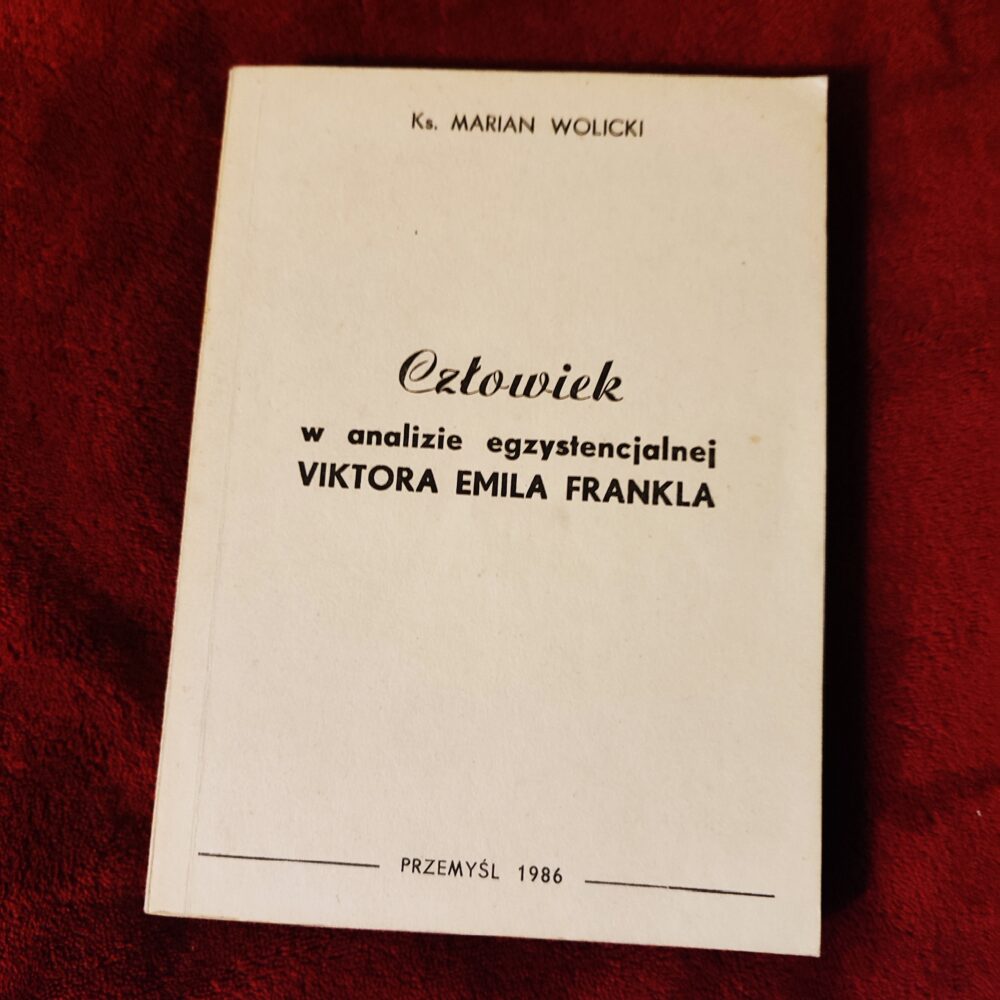 Ks. MARIAN WOLICKI
Człowiek
w analizie egzystencjalnej
VIKTORA EMILA FRANKLA
PRZEMYŚL 1986